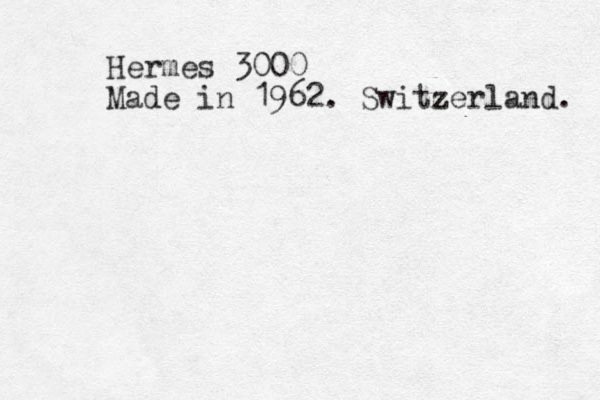 Hermes 3000
Made in 1962. Switzerland.